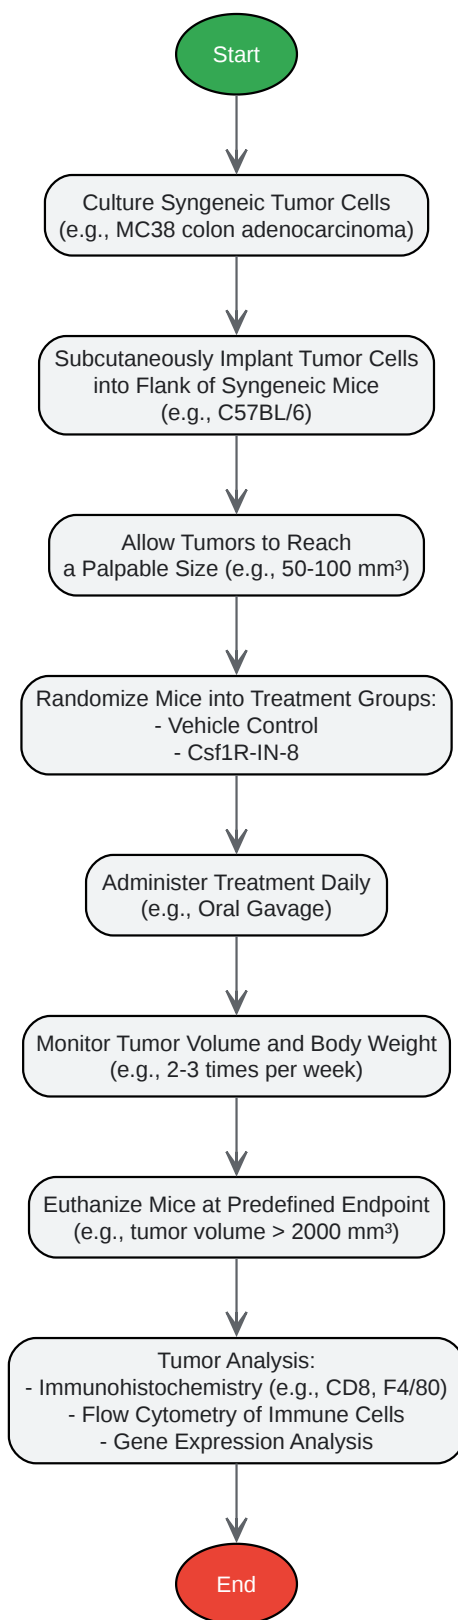 Start
Culture Syngeneic Tumor Cells
(e.g., MC38 colon adenocarcinoma)
Subcutaneously Implant Tumor Cells
into Flank of Syngeneic Mice
(e.g., C57BL/6)
Allow Tumors to Reach
a Palpable Size (e.g., 50-100 mm³)
Randomize Mice into Treatment Groups:
- Vehicle Control
- Csf1R-IN-8
Administer Treatment Daily
(e.g., Oral Gavage)
Monitor Tumor Volume and Body Weight
(e.g., 2-3 times per week)
Euthanize Mice at Predefined Endpoint
(e.g., tumor volume > 2000 mm³)
Tumor Analysis:
- Immunohistochemistry (e.g., CD8, F4/80)
- Flow Cytometry of Immune Cells
- Gene Expression Analysis
End